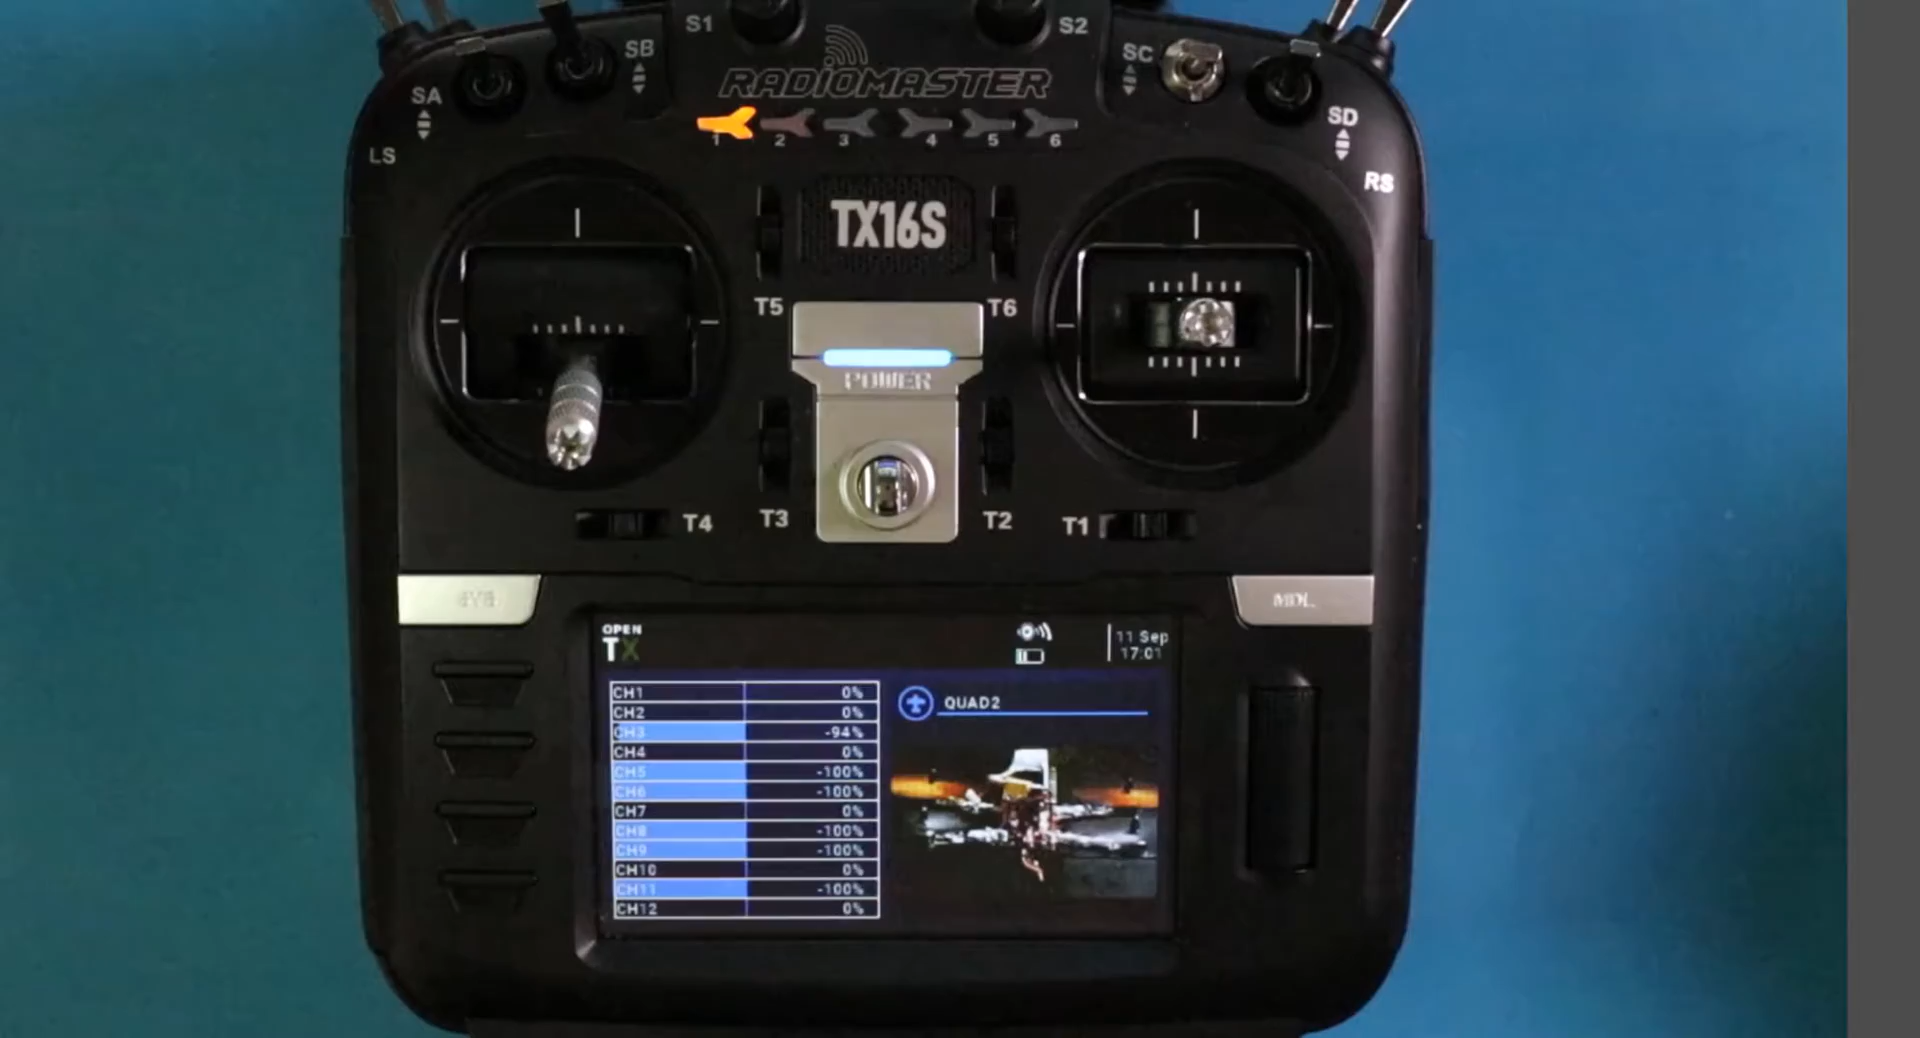 S1
S2
SB
SC
RADIOMASTER
SA
SD
1 2 3 4 5 6
LS
RS
TX16S
T5
T6
POWER
T4
T3
T2
T1
SYS
MDL
OPEN
TX
11 Sep
17:01
CH1 0%
CH2 0%
CH3 -94%
CH4 0%
CH5 -100%
CH6 -100%
CH7 0%
CH8 -100%
CH9 -100%
CH10 0%
CH11 -100%
CH12 0%
QUAD2